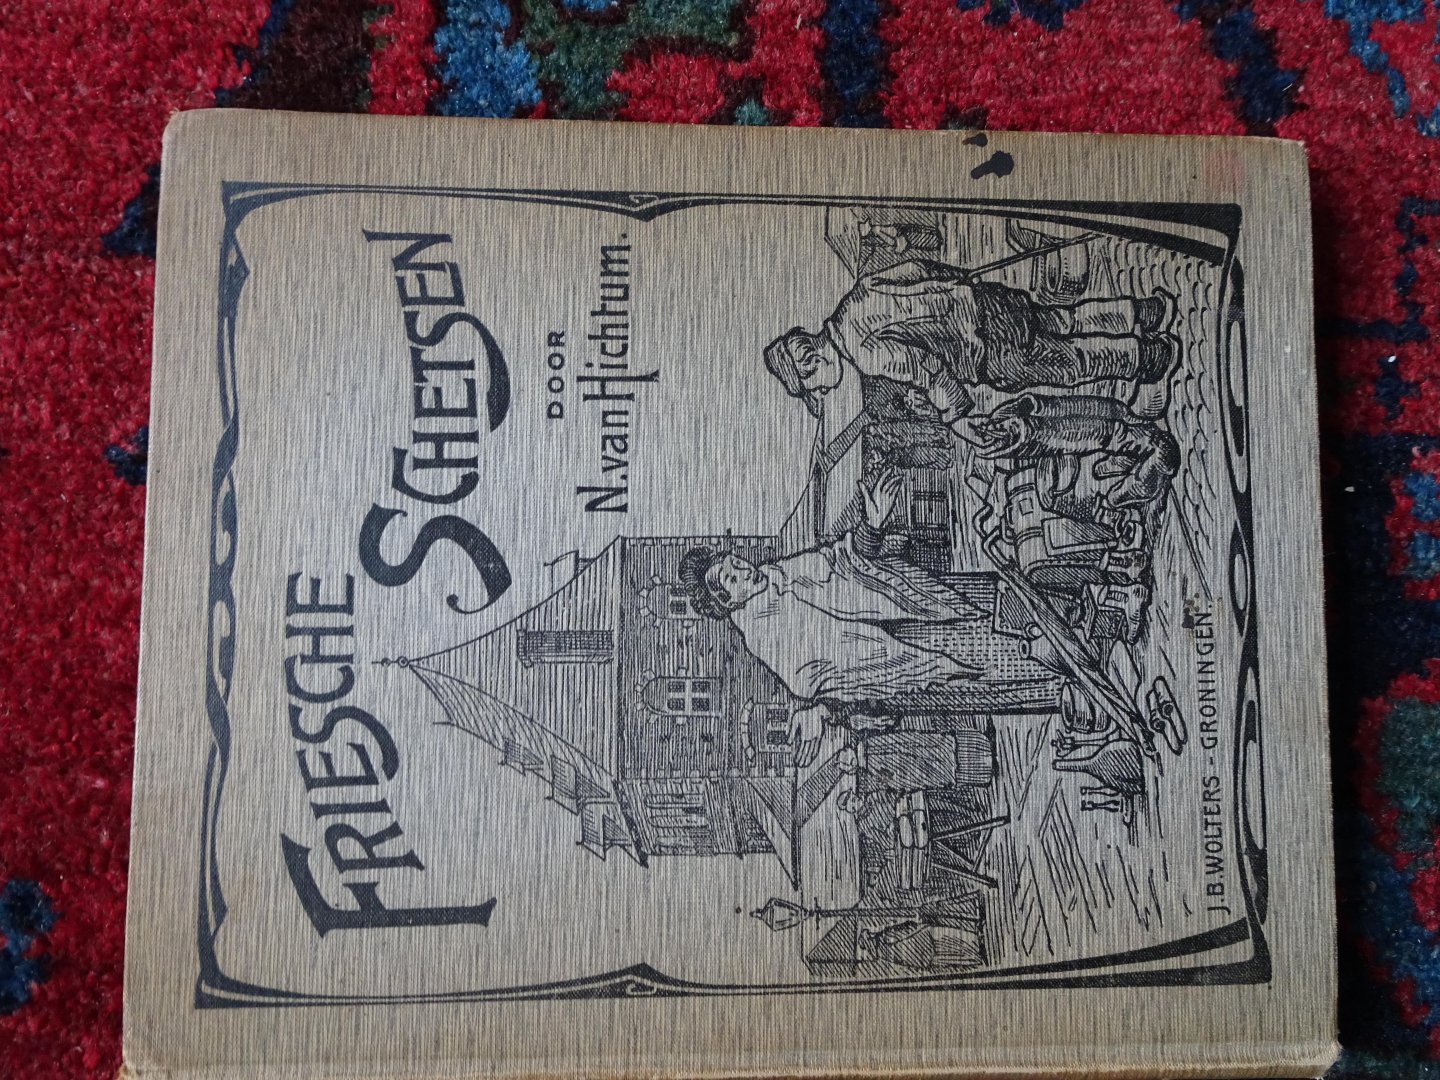 FRIESCHE
SCHETSEN
DOOR
N. van Hichtum.
J.B. WOLTERS - GRONINGEN.